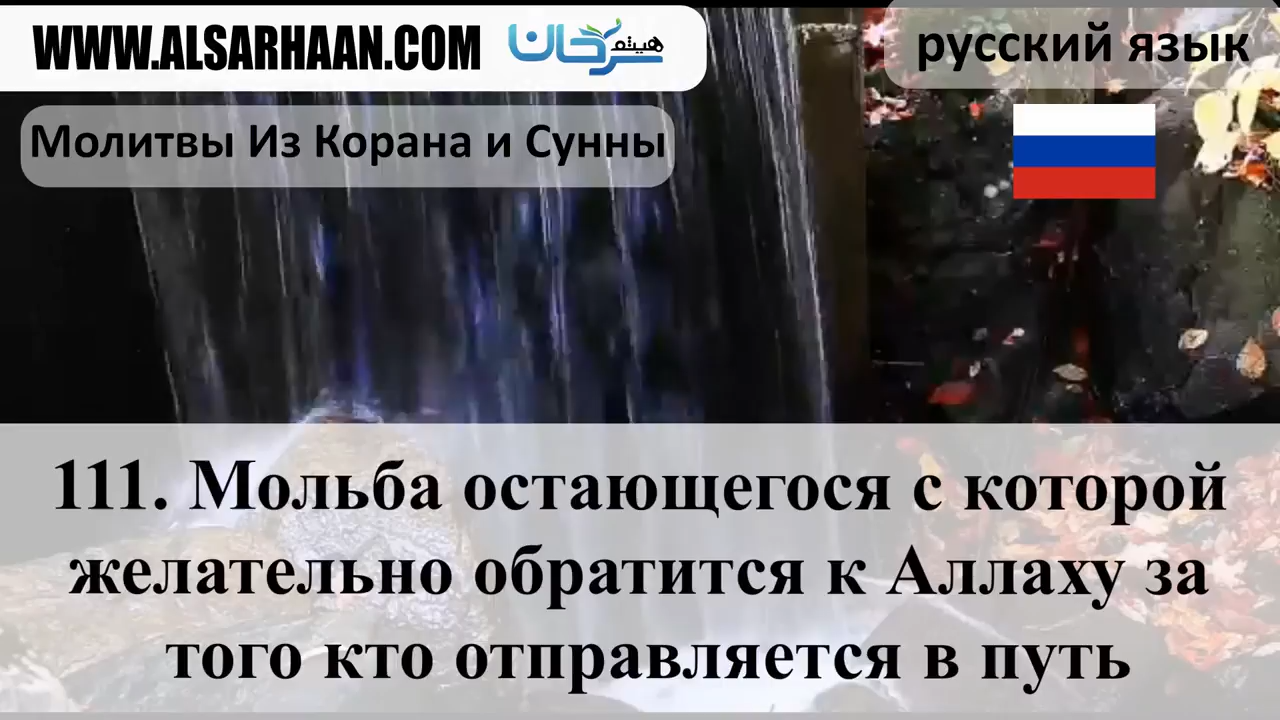 WWW.ALSARHAAN.COM هيثم سرحان
русский язык
Молитвы Из Корана и Сунны
111. Мольба остающегося с которой
желательно обратится к Аллаху за
того кто отправляется в путь